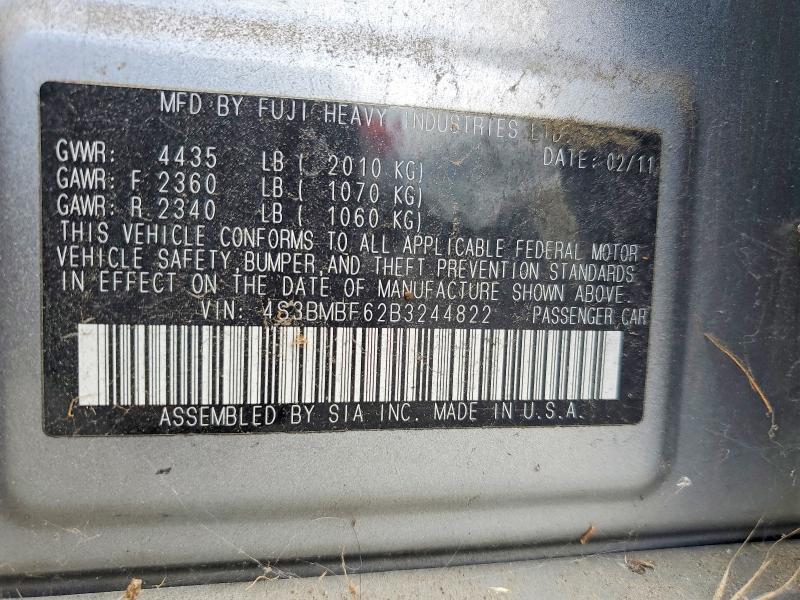 MFD BY FUJI HEAVY INDUSTRIES LTD.
GVWR: 4435 LB ( 2010 KG) DATE: 02/11
GAWR: F 2360 LB ( 1070 KG)
GAWR: R 2340 LB ( 1060 KG)
THIS VEHICLE CONFORMS TO ALL APPLICABLE FEDERAL MOTOR
VEHICLE SAFETY, BUMPER, AND THEFT PREVENTION STANDARDS
IN EFFECT ON THE DATE OF MANUFACTURE SHOWN ABOVE.
VIN: 4S3BMBF62B3244822 PASSENGER CAR
ASSEMBLED BY SIA INC. MADE IN U.S.A.